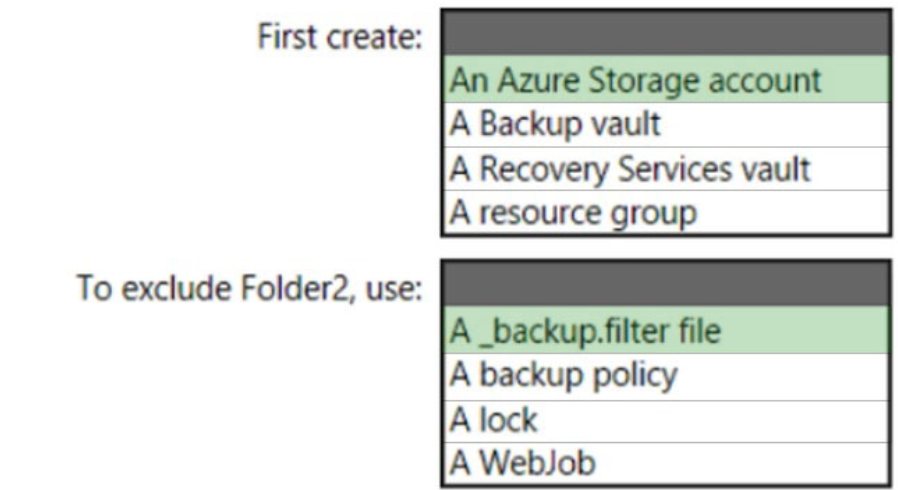 First create:
An Azure Storage account
A Backup vault
A Recovery Services vault
A resource group
To exclude Folder2, use:
A _backup.filter file
A backup policy
A lock
A WebJob